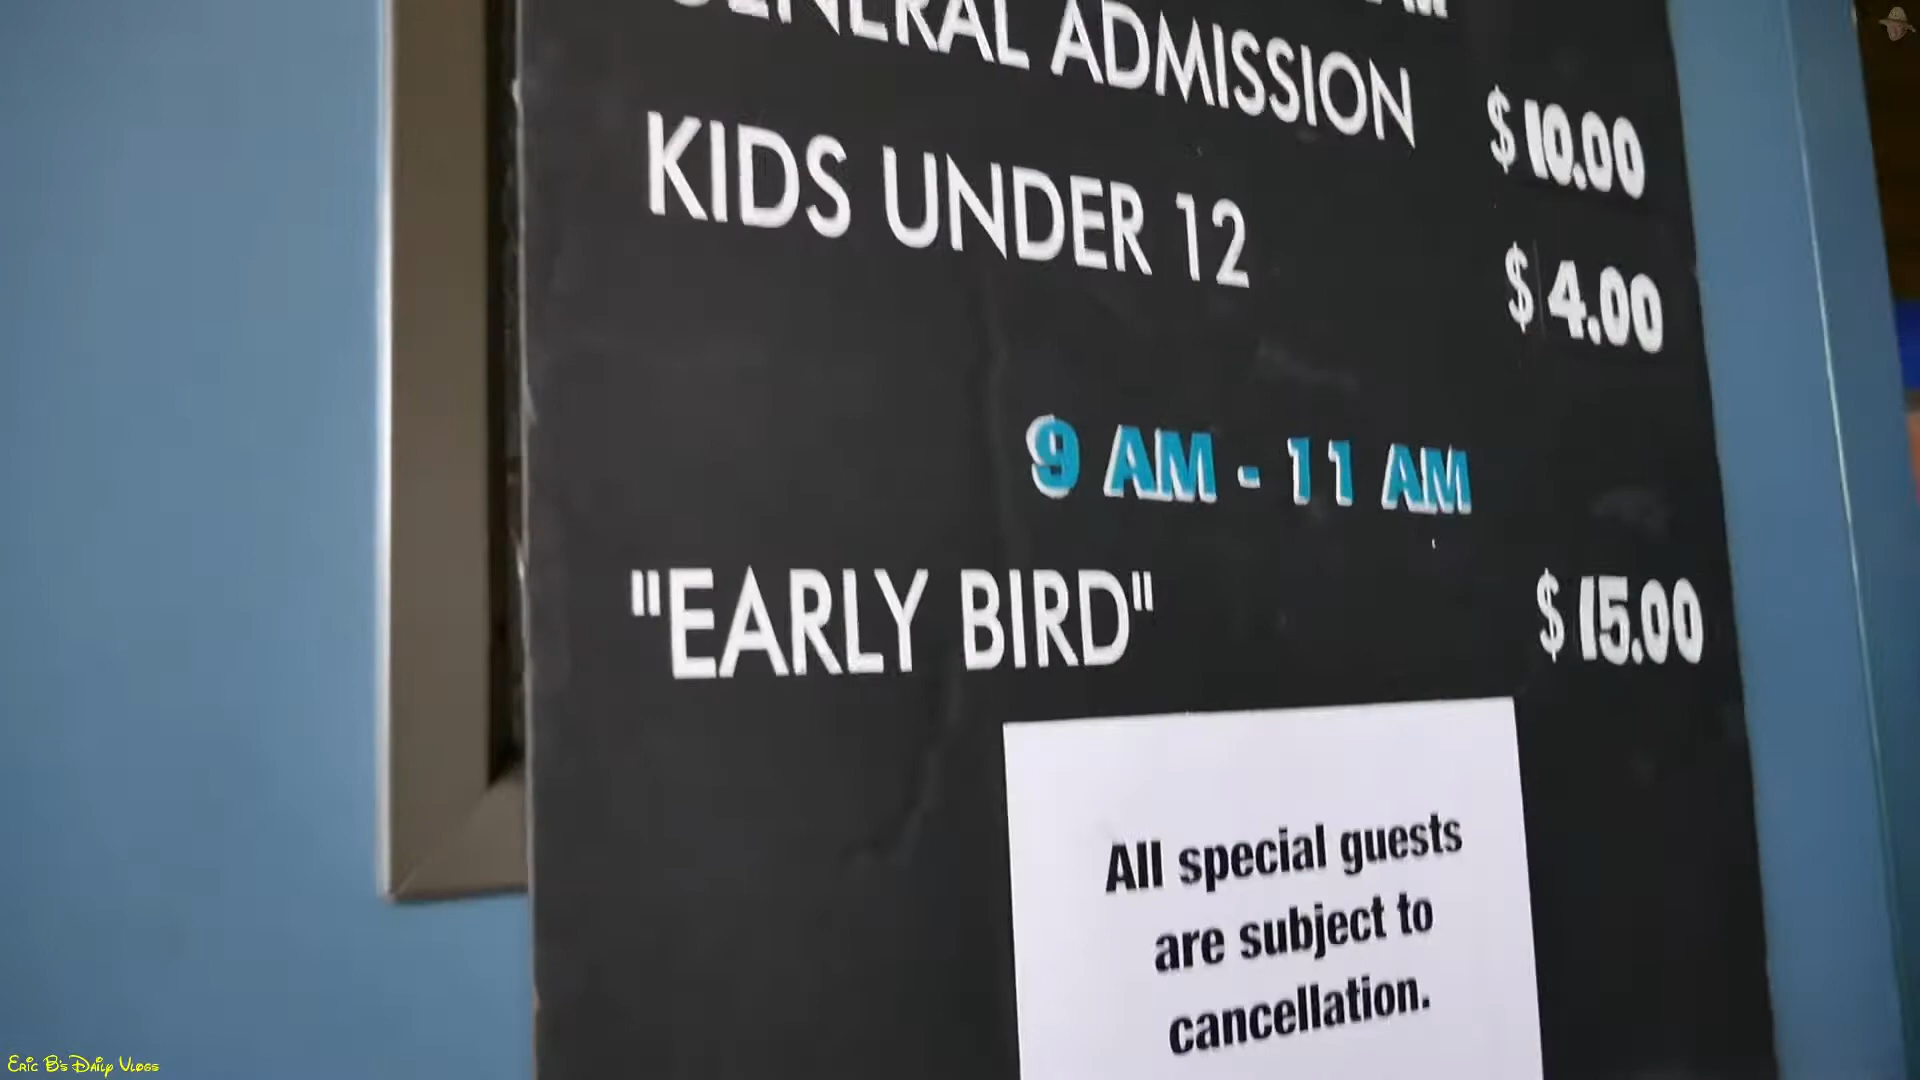 GENERAL ADMISSION $10.00
KIDS UNDER 12 $4.00
9 AM - 11 AM
"EARLY BIRD" $15.00
All special guests
are subject to
cancellation.
Eric B's Daily Vlogs